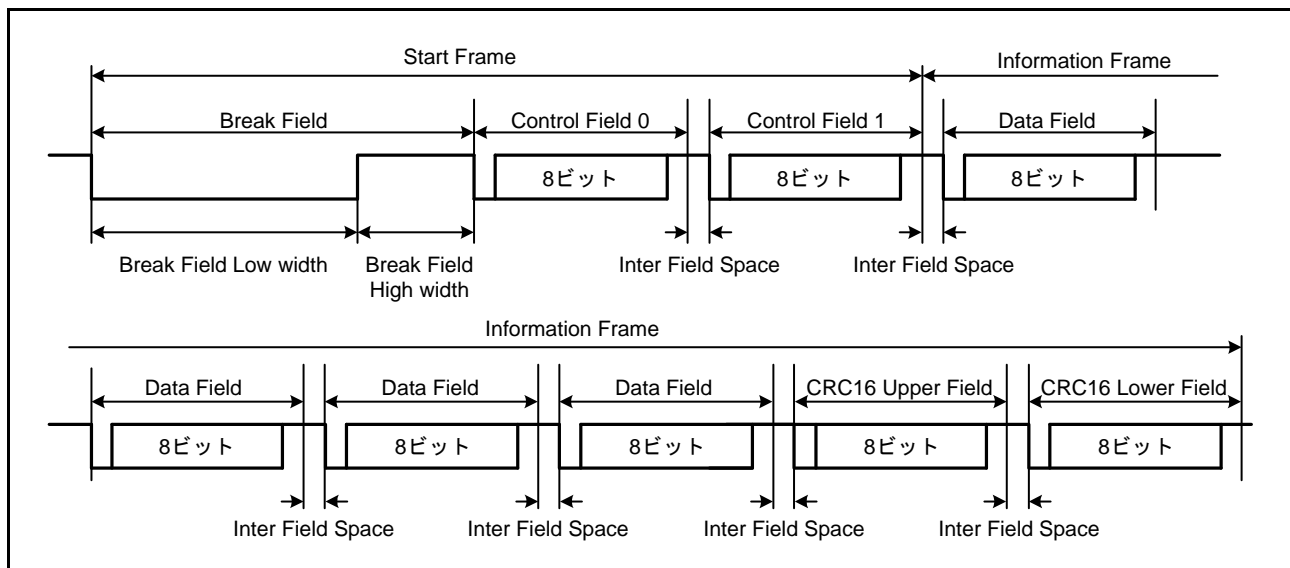 Start Frame
Information Frame
Break Field
Control Field 0
Control Field 1
Data Field
8ビット
8ビット
8ビット
Break Field Low width
Break Field
High width
Inter Field Space
Inter Field Space
Information Frame
Data Field
Data Field
Data Field
CRC16 Upper Field
CRC16 Lower Field
8ビット
8ビット
8ビット
8ビット
8ビット
Inter Field Space
Inter Field Space
Inter Field Space
Inter Field Space